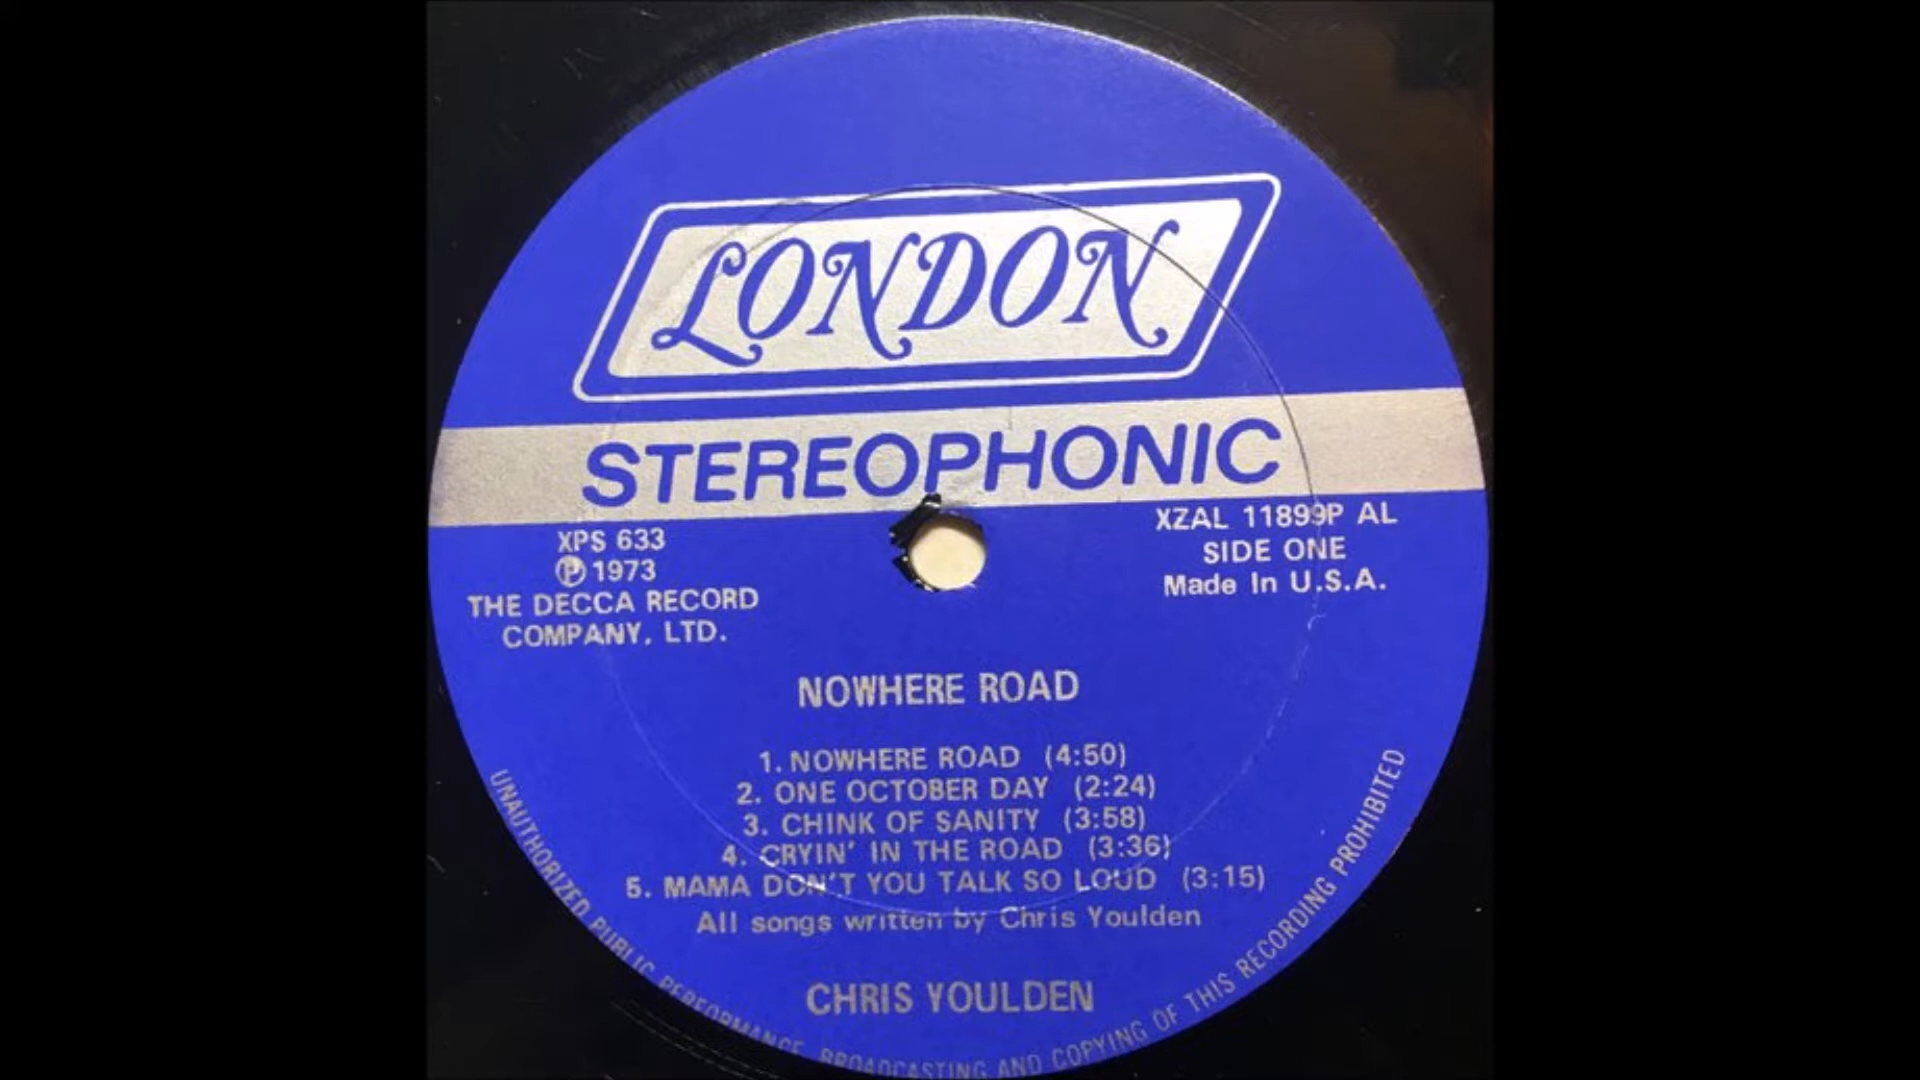 LONDON
STEREOPHONIC
XPS 633
Ⓟ 1973
THE DECCA RECORD
COMPANY, LTD.
XZAL 11899P AL
SIDE ONE
Made In U.S.A.
NOWHERE ROAD
1. NOWHERE ROAD (4:50)
2. ONE OCTOBER DAY (2:24)
3. CHINK OF SANITY (3:58)
4. CRYIN' IN THE ROAD (3:36)
5. MAMA DON'T YOU TALK SO LOUD (3:15)
All songs written by Chris Youlden
CHRIS YOULDEN
UNAUTHORIZED PUBLIC PERFORMANCE BROADCASTING AND COPYING OF THIS RECORDING PROHIBITED